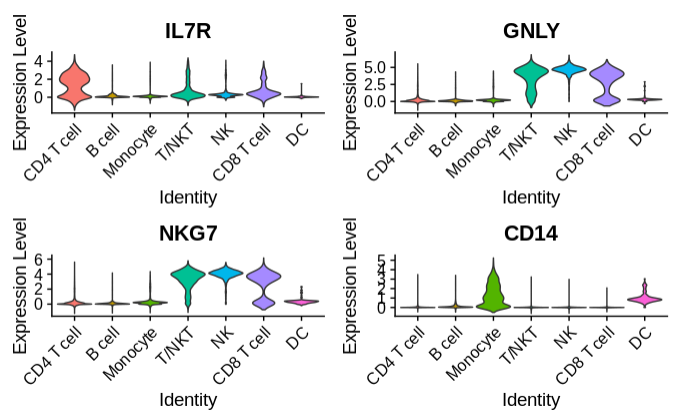 IL7R
Expression Level
4
2
0
CD4 T cell
B cell
Monocyte
T/NKT
NK
CD8 T cell
DC
Identity
GNLY
Expression Level
5.0
2.5
0.0
CD4 T cell
B cell
Monocyte
T/NKT
NK
CD8 T cell
DC
Identity
NKG7
Expression Level
6
4
2
0
CD4 T cell
B cell
Monocyte
T/NKT
NK
CD8 T cell
DC
Identity
CD14
Expression Level
5
4
3
2
1
0
CD4 T cell
B cell
Monocyte
T/NKT
NK
CD8 T cell
DC
Identity